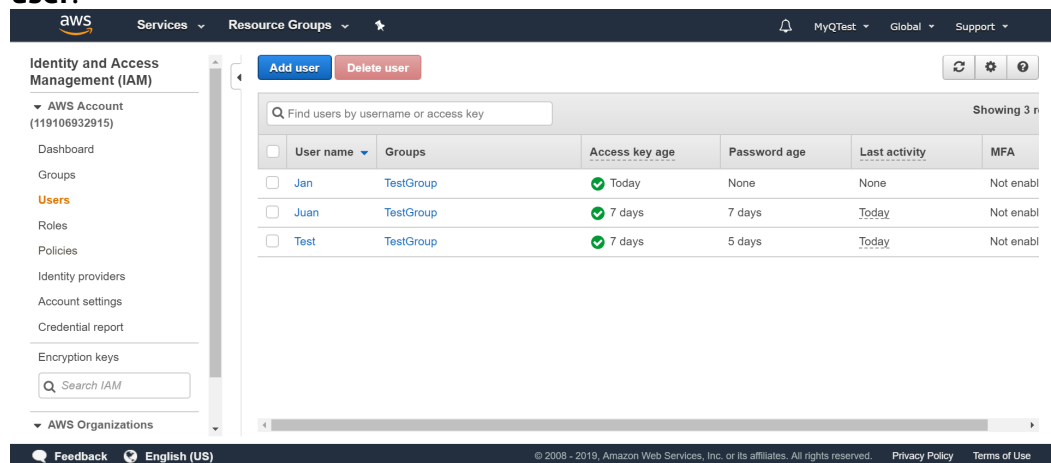 user.
aws Services Resource Groups MyQTest Global Support
Identity and Access
Management (IAM)
AWS Account
(119106932915)
Dashboard
Groups
Users
Roles
Policies
Identity providers
Account settings
Credential report
Encryption keys
Search IAM
AWS Organizations
Add user Delete user
Find users by username or access key
Showing 3 re
User name Groups Access key age Password age Last activity MFA
Jan TestGroup Today None None Not enabl
Juan TestGroup 7 days 7 days Today Not enabl
Test TestGroup 7 days 5 days Today Not enabl
Feedback English (US) © 2008 - 2019, Amazon Web Services, Inc. or its affiliates. All rights reserved. Privacy Policy Terms of Use